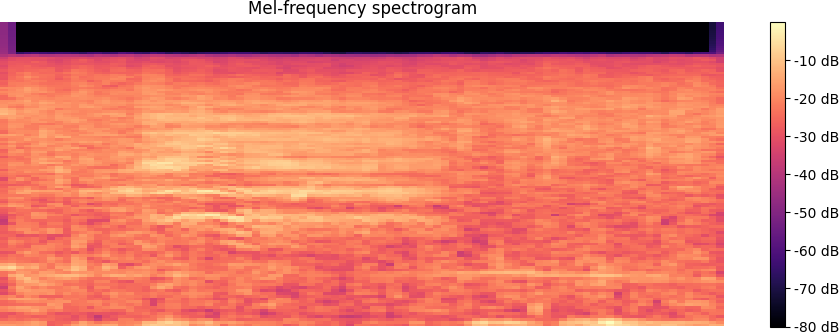 Mel-frequency spectrogram
-10 dB
-20 dB
-30 dB
-40 dB
-50 dB
-60 dB
-70 dB
-80 dB